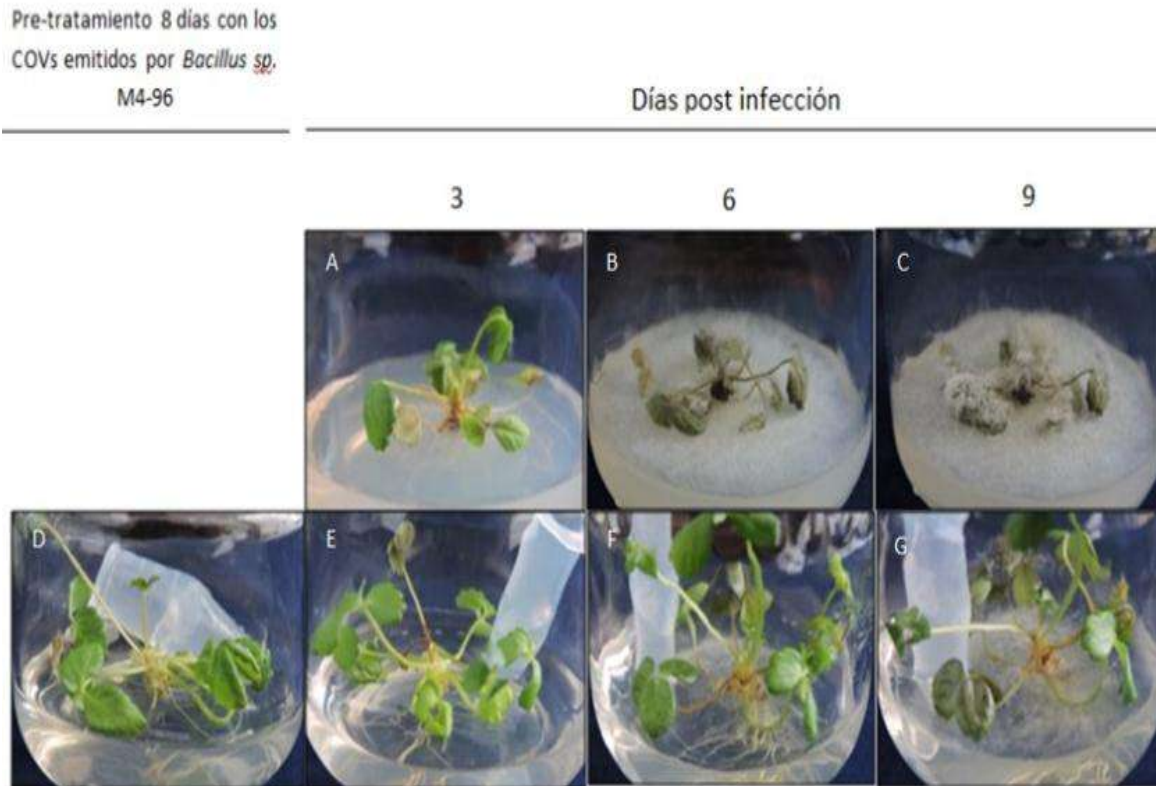 Pre-tratamiento 8 días con los
COVs emitidos por Bacillus sp.
M4-96
Días post infección
3 6 9
A B C
D E F G